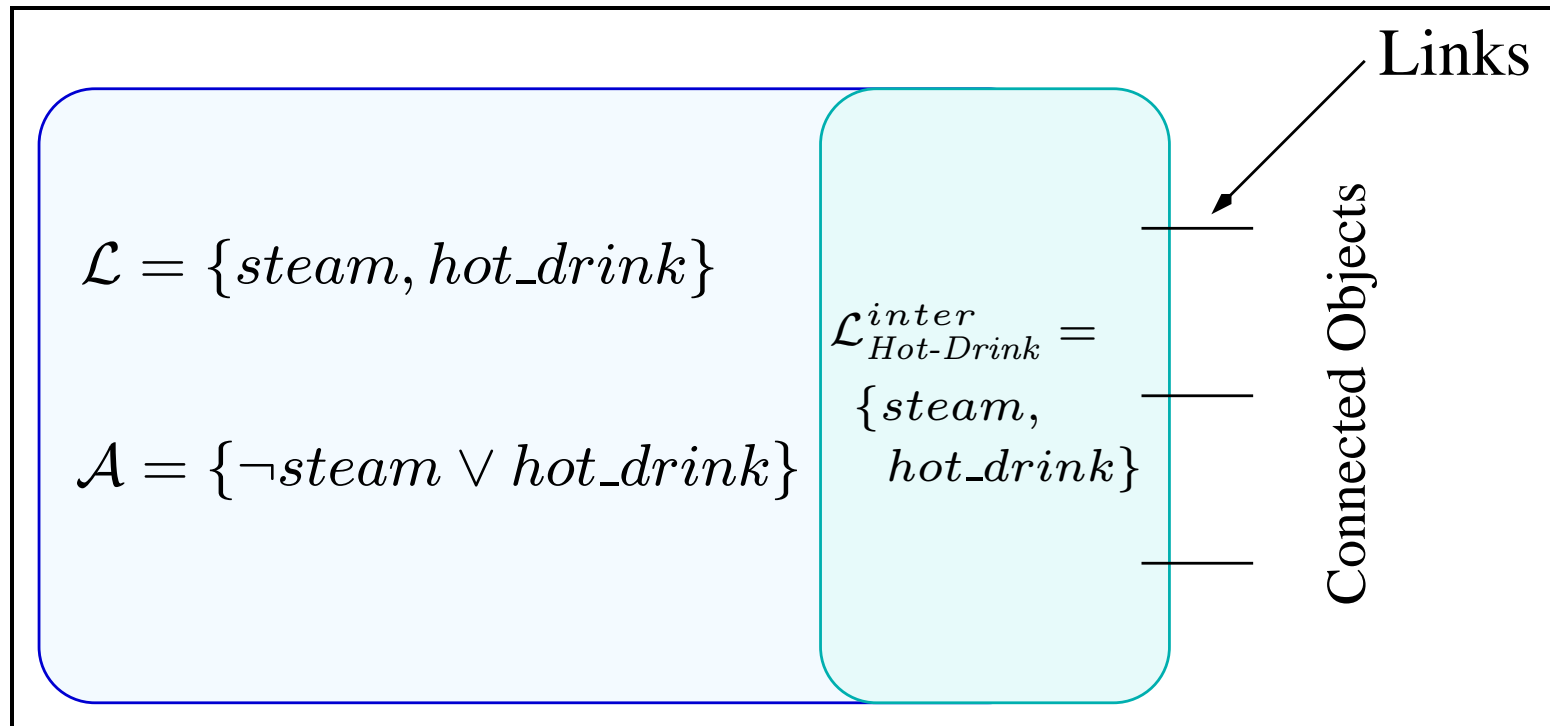 Links
ℒ = {steam, hot_drink}
𝒜 = {¬steam ∨ hot_drink}
ℒ^{inter}_{Hot-Drink} =
{steam,
hot_drink}
Connected Objects